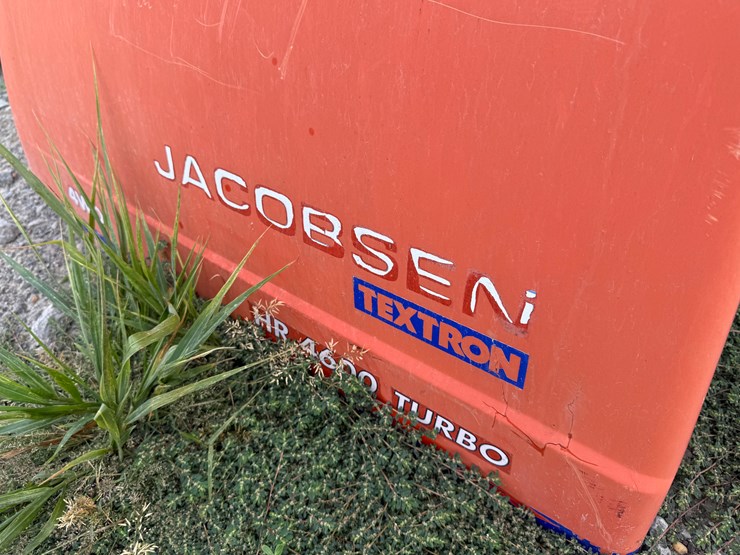 JACOBSEN
TEXTRON
HR 4600 TURBO